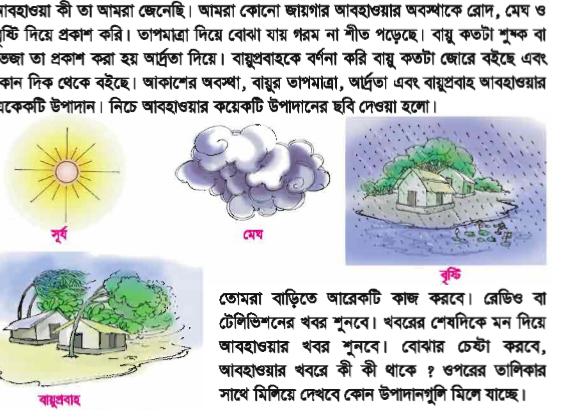 আবহাওয়া কী তা আমরা জেনেছি। আমরা কোনো জায়গার আবহাওয়ার অবস্থাকে রোদ, মেঘ ও
বৃষ্টি দিয়ে প্রকাশ করি। তাপমাত্রা দিয়ে বোঝা যায় গরম না শীত পড়েছে। বায়ু কতটা শুষ্ক বা
ভেজা তা প্রকাশ করা হয় আর্দ্রতা দিয়ে। বায়ুপ্রবাহকে বর্ণনা করি বায়ু কতটা জোরে বইছে এবং
কোন দিক থেকে বইছে। আকাশের অবস্থা, বায়ুর তাপমাত্রা, আর্দ্রতা এবং বায়ুপ্রবাহ আবহাওয়ার
একেকটি উপাদান। নিচে আবহাওয়ার কয়েকটি উপাদানের ছবি দেওয়া হলো।
সূর্য
মেঘ
বৃষ্টি
তোমরা বাড়িতে আরেকটি কাজ করবে। রেডিও বা
টেলিভিশনের খবর শুনবে। খবরের শেষদিকে মন দিয়ে
আবহাওয়ার খবর শুনবে। বোঝার চেষ্টা করবে,
আবহাওয়ার খবরে কী কী থাকে ? ওপরের তালিকার
সাথে মিলিয়ে দেখবে কোন উপাদানগুলি মিলে যাচ্ছে।
বায়ুপ্রবাহ